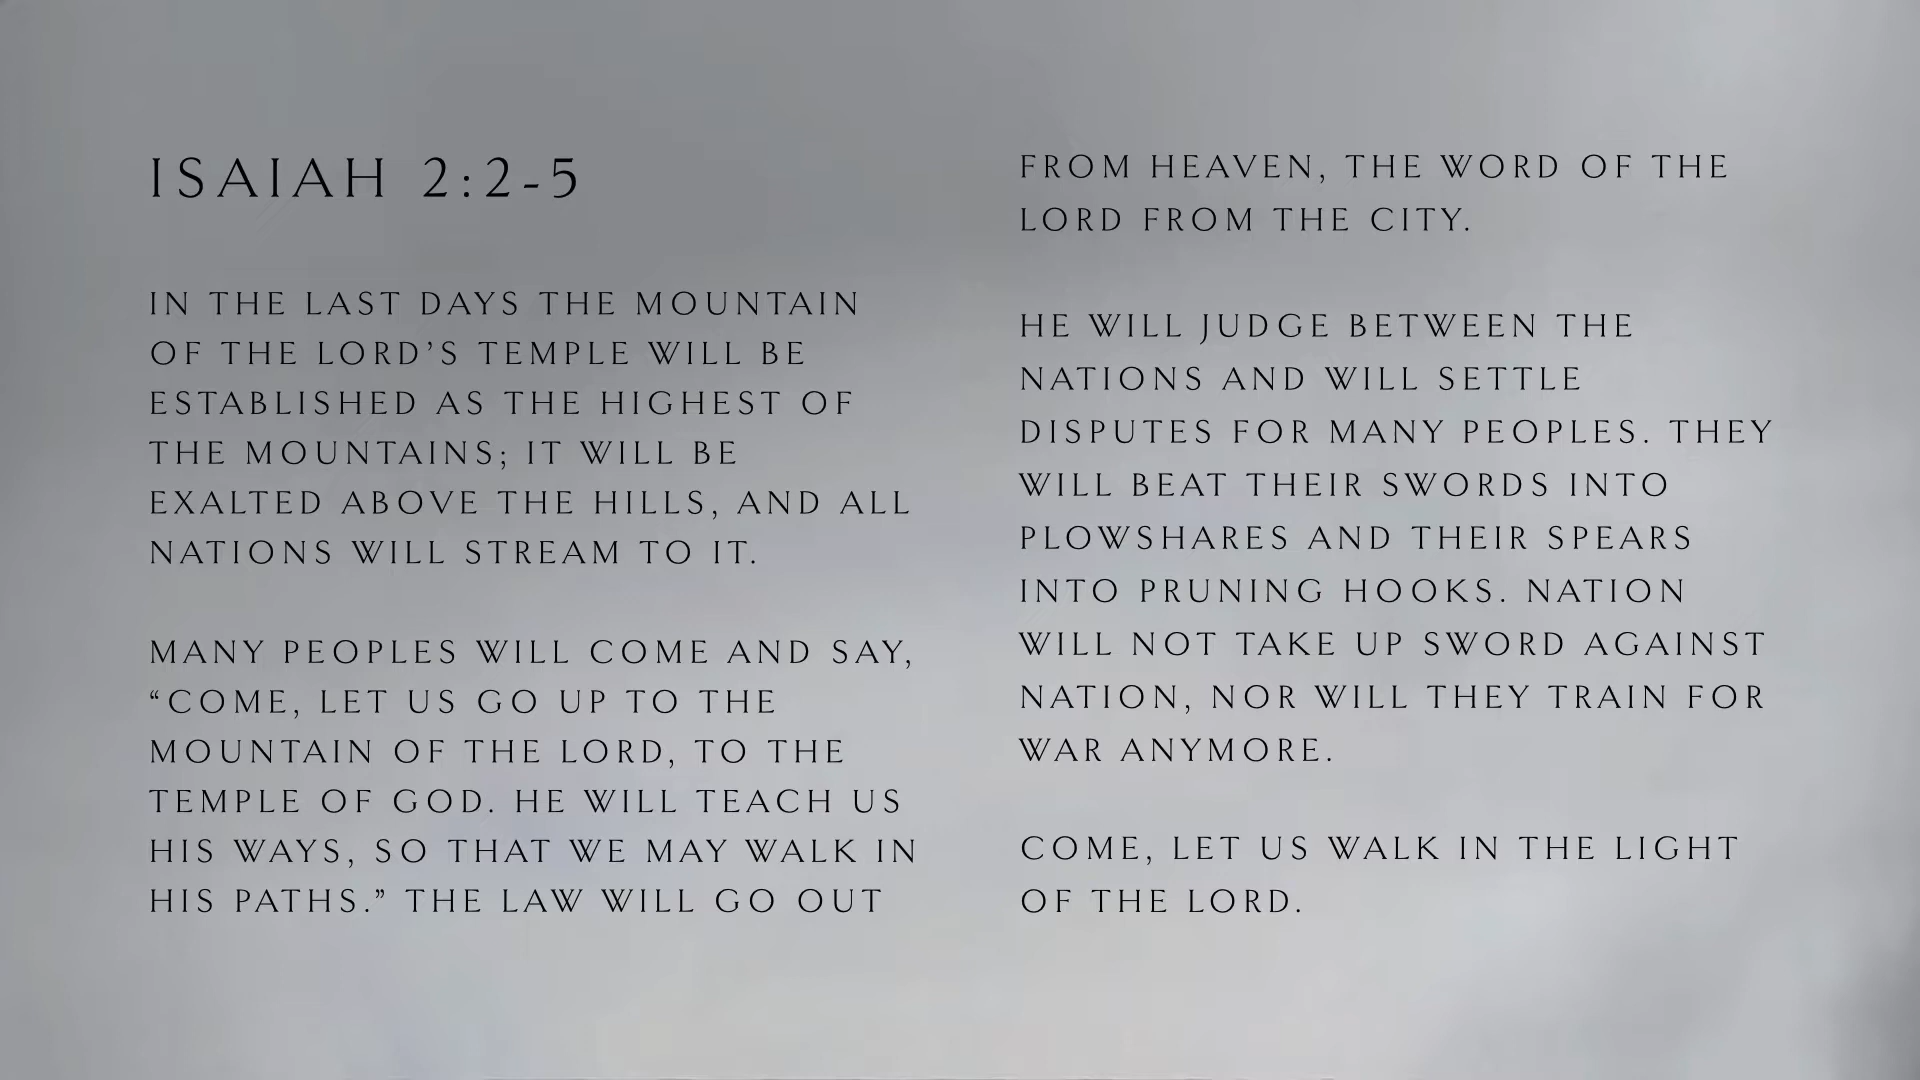 ISAIAH 2:2-5
IN THE LAST DAYS THE MOUNTAIN
OF THE LORD’S TEMPLE WILL BE
ESTABLISHED AS THE HIGHEST OF
THE MOUNTAINS; IT WILL BE
EXALTED ABOVE THE HILLS, AND ALL
NATIONS WILL STREAM TO IT.
MANY PEOPLES WILL COME AND SAY,
“COME, LET US GO UP TO THE
MOUNTAIN OF THE LORD, TO THE
TEMPLE OF GOD. HE WILL TEACH US
HIS WAYS, SO THAT WE MAY WALK IN
HIS PATHS.” THE LAW WILL GO OUT
FROM HEAVEN, THE WORD OF THE
LORD FROM THE CITY.
HE WILL JUDGE BETWEEN THE
NATIONS AND WILL SETTLE
DISPUTES FOR MANY PEOPLES. THEY
WILL BEAT THEIR SWORDS INTO
PLOWSHARES AND THEIR SPEARS
INTO PRUNING HOOKS. NATION
WILL NOT TAKE UP SWORD AGAINST
NATION, NOR WILL THEY TRAIN FOR
WAR ANYMORE.
COME, LET US WALK IN THE LIGHT
OF THE LORD.